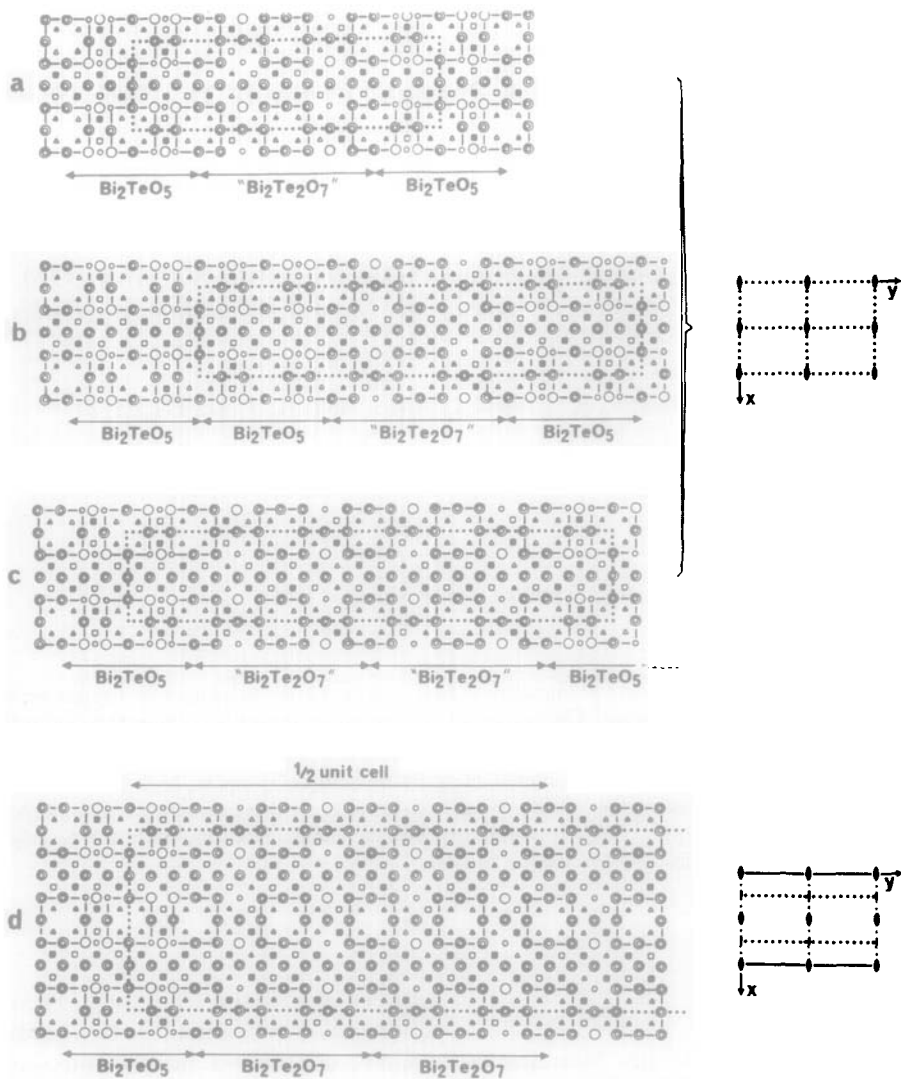 a
Bi₂TeO₅ "Bi₂Te₂O₇" Bi₂TeO₅
b
y
x
Bi₂TeO₅ Bi₂TeO₅ "Bi₂Te₂O₇" Bi₂TeO₅
c
Bi₂TeO₅ "Bi₂Te₂O₇" "Bi₂Te₂O₇" Bi₂TeO₅
1/2 unit cell
d
y
x
Bi₂TeO₅ Bi₂Te₂O₇ Bi₂Te₂O₇